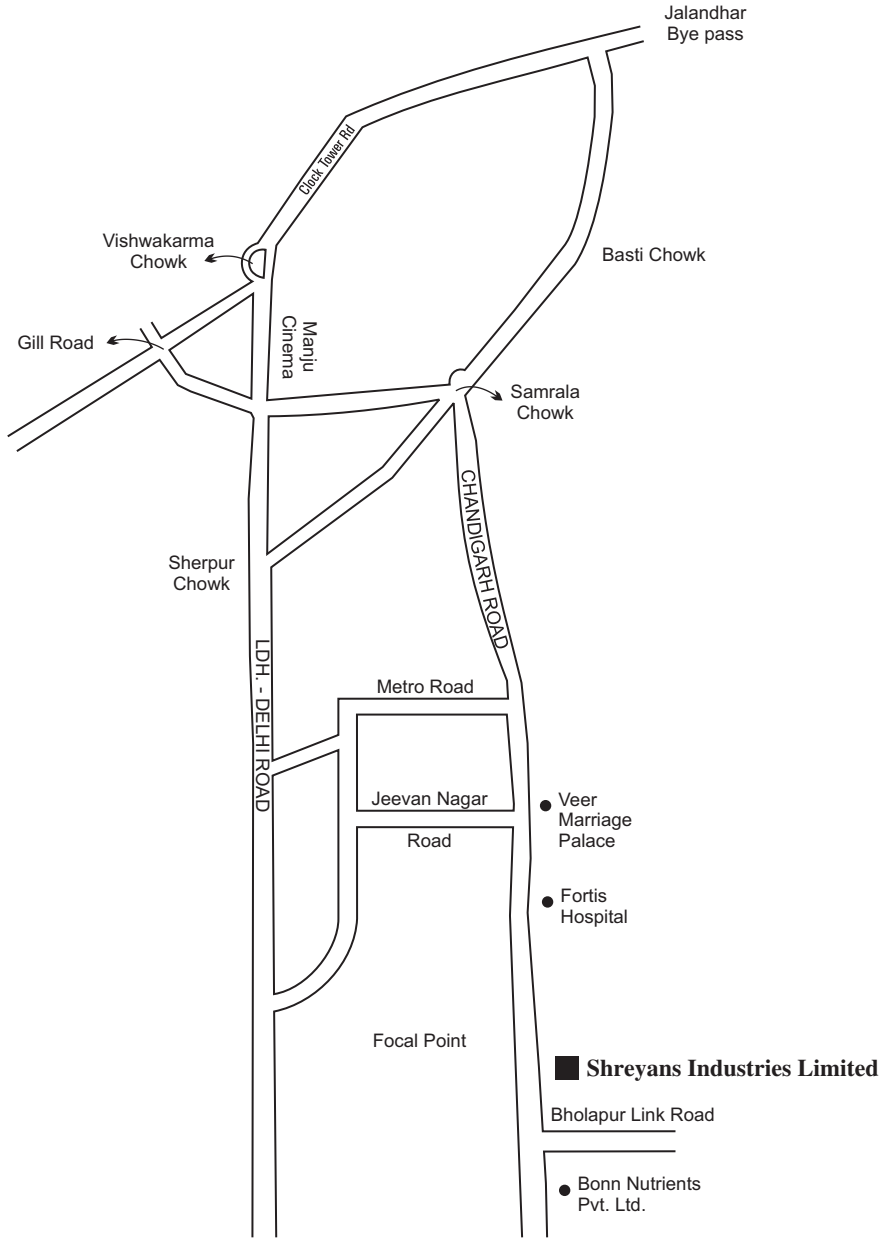 Jalandhar
Bye pass
Clock Tower Rd
Vishwakarma
Chowk
Basti Chowk
Gill Road
Manju
Cinema
Samrala
Chowk
CHANDIGARH ROAD
Sherpur
Chowk
LDH. - DELHI ROAD
Metro Road
Jeevan Nagar
Road
Veer
Marriage
Palace
Fortis
Hospital
Focal Point
Shreyans Industries Limited
Bholapur Link Road
Bonn Nutrients
Pvt. Ltd.